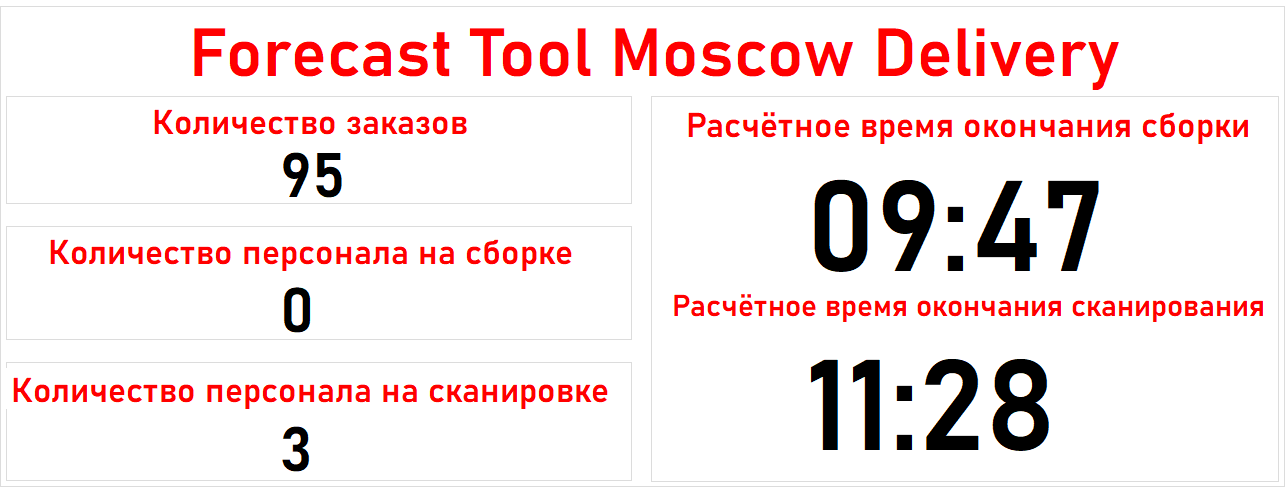 Forecast Tool Moscow Delivery
Количество заказов
95
Количество персонала на сборке
0
Количество персонала на сканировке
3
Расчётное время окончания сборки
09:47
Расчётное время окончания сканирования
11:28